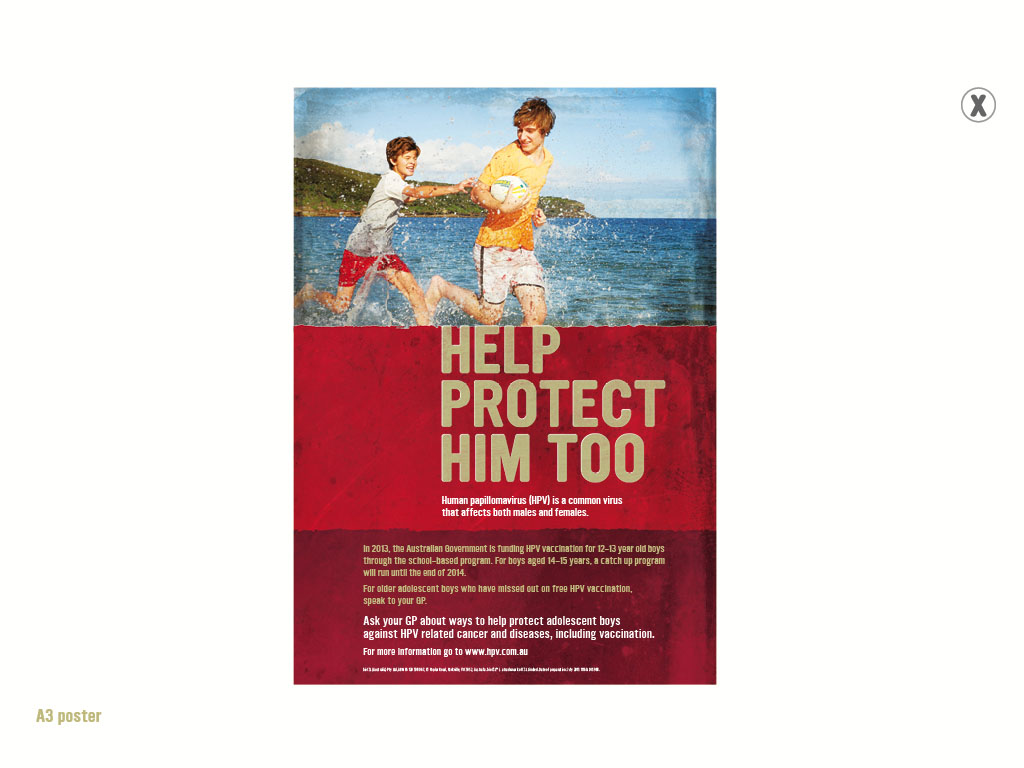 X
HELP
PROTECT
HIM TOO
Human papillomavirus (HPV) is a common virus
that affects both males and females.
In 2013, the Australian Government is funding HPV vaccination for 12–13 year old boys
through the school–based program. For boys aged 14–15 years, a catch up program
will run until the end of 2014.
For older adolescent boys who have missed out on free HPV vaccination,
speak to your GP.
Ask your GP about ways to help protect adolescent boys
against HPV related cancer and diseases, including vaccination.
For more information go to www.hpv.com.au
A3 poster